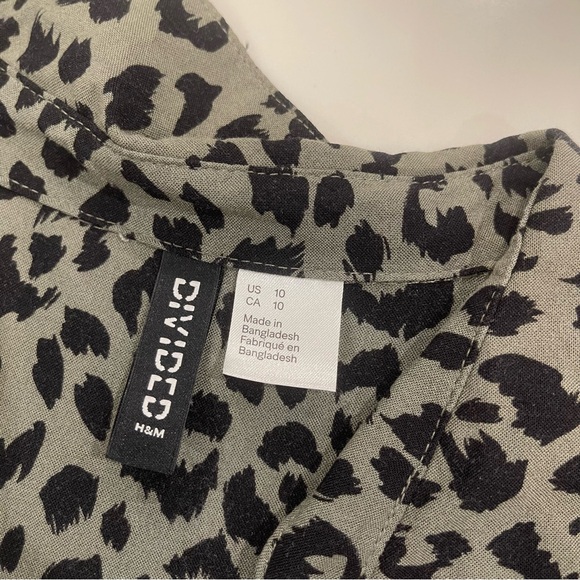 DIVIDED
H&M
US 10
CA 10
Made in
Bangladesh
Fabriqué en
Bangladesh